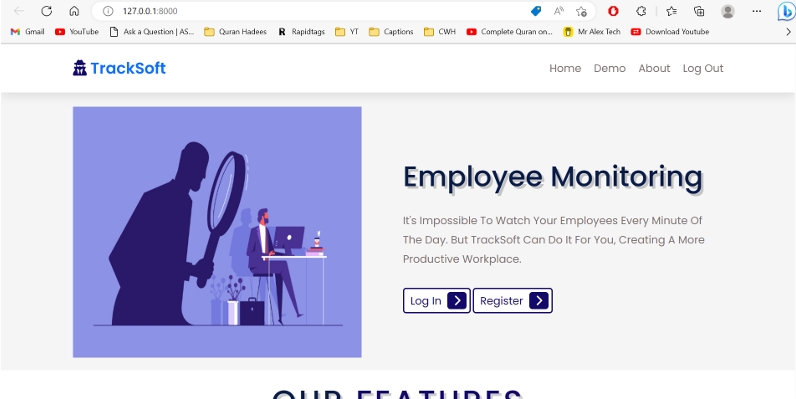 127.0.0.1:8000
Gmail YouTube Ask a Question | AS... Quran Hadees Rapidtags YT Captions CWH Complete Quran on... Mr Alex Tech Download Youtube
TrackSoft Home Demo About Log Out
Employee Monitoring
It's Impossible To Watch Your Employees Every Minute Of
The Day. But TrackSoft Can Do It For You, Creating A More
Productive Workplace.
Log In Register
OUR FEATURES